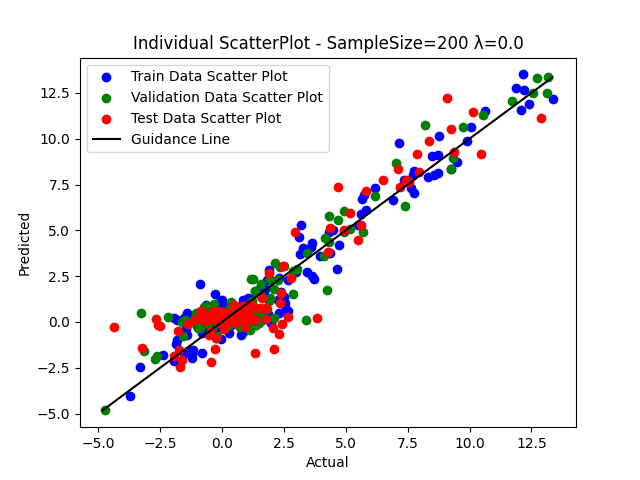 Individual ScatterPlot - SampleSize=200 λ=0.0
Train Data Scatter Plot
Validation Data Scatter Plot
Test Data Scatter Plot
Guidance Line
Predicted
12.5
10.0
7.5
5.0
2.5
0.0
−2.5
−5.0
−5.0 −2.5 0.0 2.5 5.0 7.5 10.0 12.5
Actual